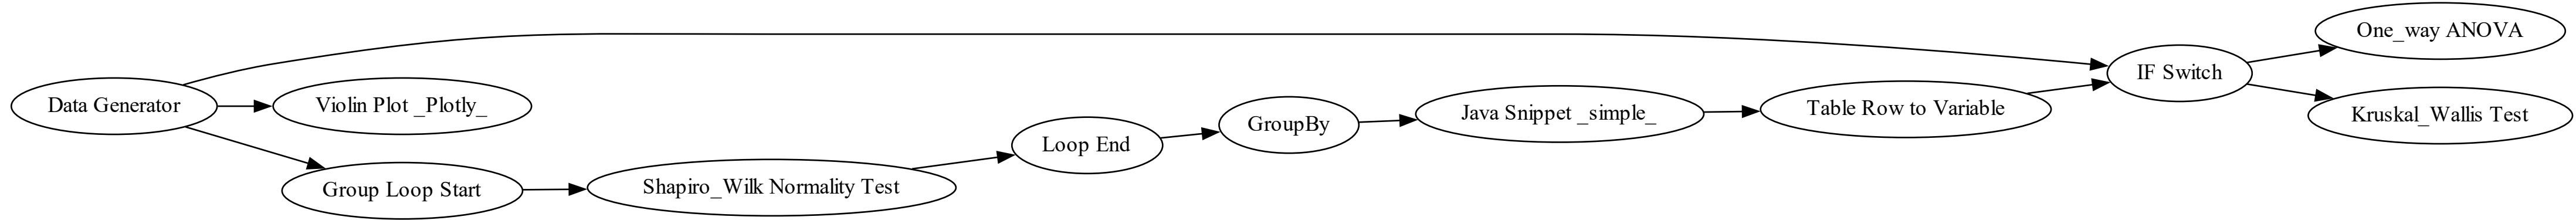 Data Generator
Violin Plot _Plotly_
Group Loop Start
Shapiro_Wilk Normality Test
Loop End
GroupBy
Java Snippet _simple_
Table Row to Variable
IF Switch
One_way ANOVA
Kruskal_Wallis Test